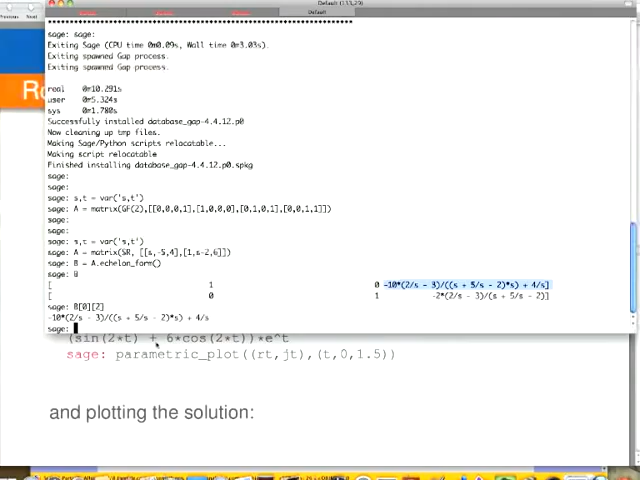 Default (133,29)
Previous Next
Default
sage: sage:
Exiting Sage (CPU time 0m0.09s, Wall time 0m3.03s).
Exiting spawned Gap process.
Exiting spawned Gap process.
real 0m10.291s
user 0m5.324s
sys 0m1.780s
Successfully installed database_gap-4.4.12.p0
Now cleaning up tmp files.
Making Sage/Python scripts relocatable...
Making script relocatable
Finished installing database_gap-4.4.12.p0.spkg
sage:
sage:
sage: s,t = var('s,t')
sage: A = matrix(GF(2),[[0,0,0,1],[1,0,0,0],[0,1,0,1],[0,0,1,1]])
sage:
sage:
sage: s,t = var('s,t')
sage: A = matrix(SR, [[s,-5,4],[1,s-2,6]])
sage: B = A.echelon_form()
sage: B
[ 1 0 -10*(2/s - 3)/((s + 5/s - 2)*s) + 4/s]
[ 0 1 -2*(2/s - 3)/(s + 5/s - 2)]
sage: B[0][2]
-10*(2/s - 3)/((s + 5/s - 2)*s) + 4/s
sage:
(sin(2*t) + 6*cos(2*t))*e^t
sage: parametric_plot((rt,jt),(t,0,1.5))
and plotting the solution: